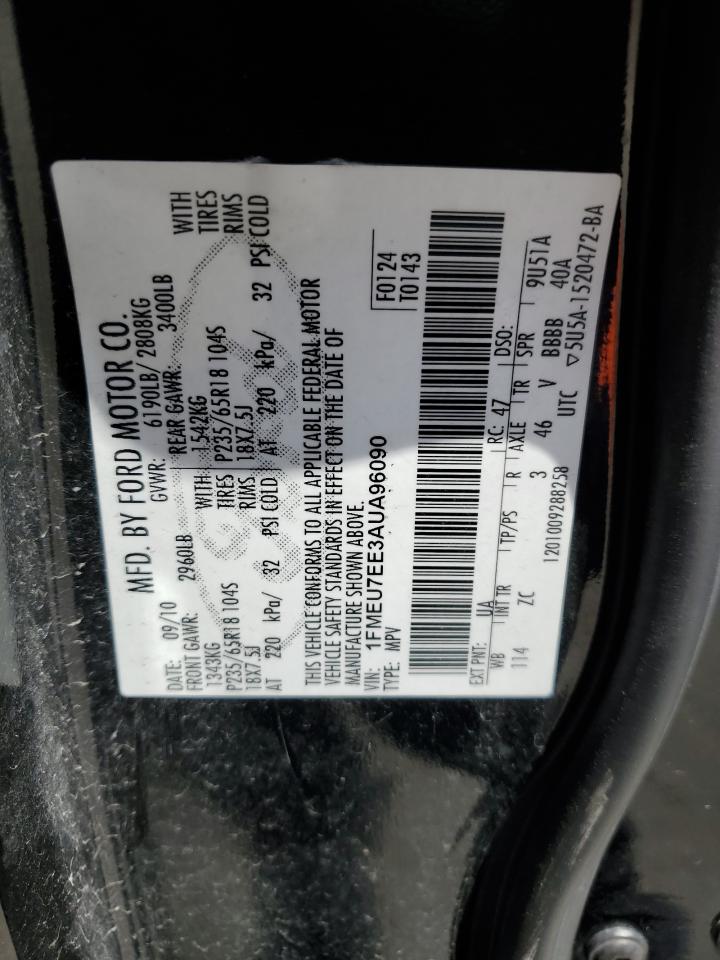 MFD. BY FORD MOTOR CO.
DATE: 09/10 GVWR: 6190LB/ 2808KG
FRONT GAWR: 2960LB REAR GAWR: 3400LB
1343KG WITH 1542KG WITH
P235/65R18 104S TIRES P235/65R18 104S TIRES
18X7.5J RIMS 18X7.5J RIMS
AT 220 kPa/ 32 PSI COLD AT 220 kPa/ 32 PSI COLD
THIS VEHICLE CONFORMS TO ALL APPLICABLE FEDERAL MOTOR
VEHICLE SAFETY STANDARDS IN EFFECT ON THE DATE OF
MANUFACTURE SHOWN ABOVE.
VIN: 1FMEU7EE3AUA96090 F0124
TYPE: MPV T0143
EXT PNT: UA RC: 47 DSO:
WB INT TR TP/PS R AXLE TR SPR 9U51A
114 ZC 3 46 V BBBB 40A
1201009288258 UTC ▽5U5A-1520472-BA